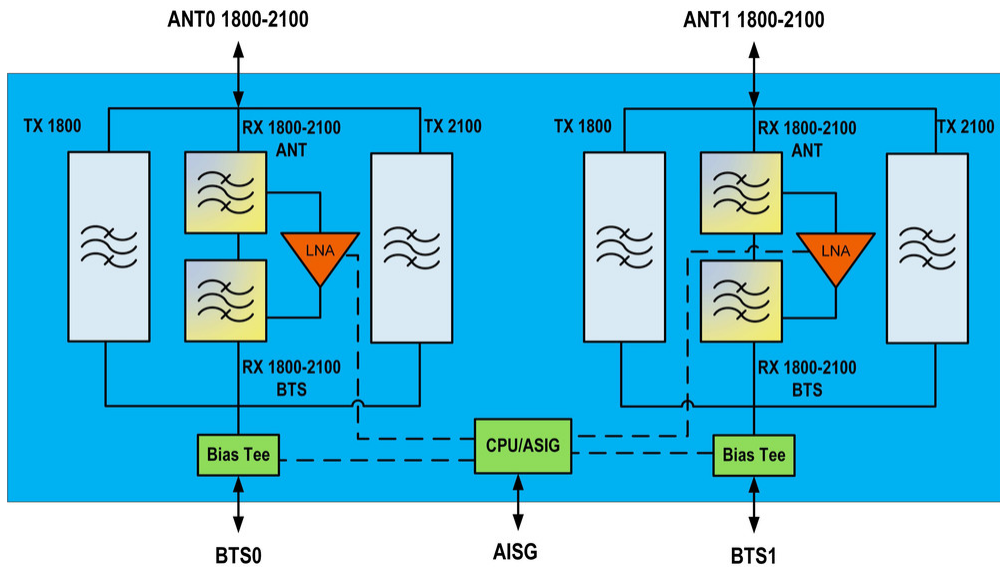 ANT0 1800-2100
ANT1 1800-2100
TX 1800
RX 1800-2100
ANT
TX 2100
TX 1800
RX 1800-2100
ANT
TX 2100
LNA
LNA
RX 1800-2100
BTS
RX 1800-2100
BTS
Bias Tee
CPU/ASIG
Bias Tee
BTS0
AISG
BTS1